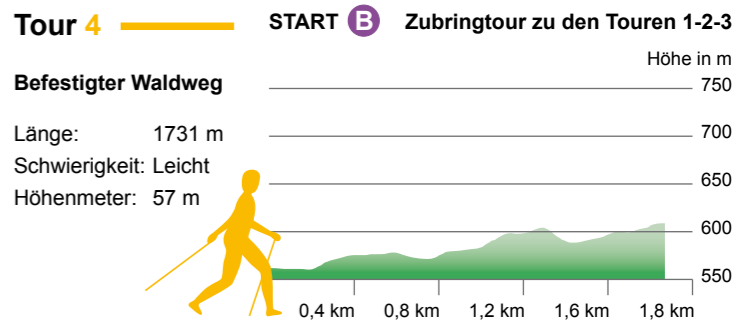 Tour 4
START B Zubringtour zu den Touren 1-2-3
Höhe in m
Befestigter Waldweg
Länge: 1731 m
Schwierigkeit: Leicht
Höhenmeter: 57 m
750
700
650
600
550
0,4 km 0,8 km 1,2 km 1,6 km 1,8 km